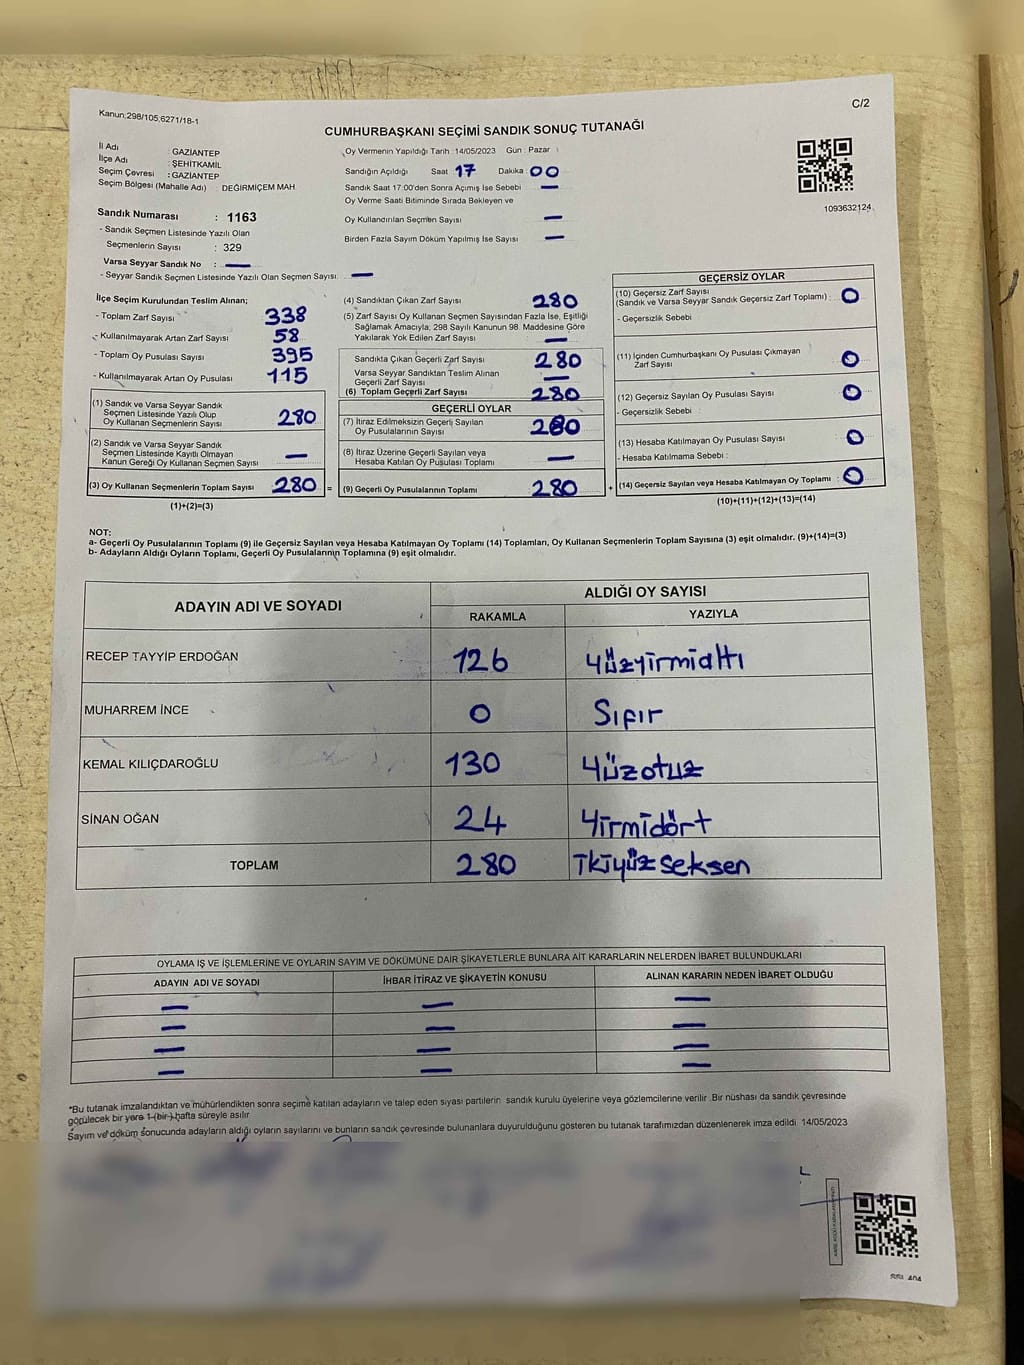 Kanun;298/105,6271/18-1
C/2
CUMHURBAŞKANI SEÇİMİ SANDIK SONUÇ TUTANAĞI
İl Adı : GAZİANTEP
İlçe Adı : ŞEHİTKAMİL
Seçim Çevresi : GAZİANTEP
Seçim Bölgesi (Mahalle Adı) : DEĞİRMİÇEM MAH.
Sandık Numarası : 1163
- Sandık Seçmen Listesinde Yazılı Olan
Seçmenlerin Sayısı : 329
Varsa Seyyar Sandık No : —
- Seyyar Sandık Seçmen Listesinde Yazılı Olan Seçmen Sayısı: —
Oy Vermenin Yapıldığı Tarih :14/05/2023 Gün : Pazar
Sandığın Açıldığı Saat : 17 Dakika : 00
Sandık Saat 17:00'den Sonra Açımış İse Sebebi —
Oy Verme Saati Bitiminde Sırada Bekleyen ve
Oy Kullandırılan Seçmen Sayısı —
Birden Fazla Sayım Döküm Yapılmış İse Sayısı —
1093632124
İlçe Seçim Kurulundan Teslim Alınan;
- Toplam Zarf Sayısı 338
- Kullanılmayarak Artan Zarf Sayısı 58
- Toplam Oy Pusulası Sayısı 395
- Kullanılmayarak Artan Oy Pusulası 115
(1) Sandık ve Varsa Seyyar Sandık
Seçmen Listesinde Yazılı Olup
Oy Kullanan Seçmenlerin Sayısı 280
(2) Sandık ve Varsa Seyyar Sandık
Seçmen Listesinde Kayıtlı Olmayan
Kanun Gereği Oy Kullanan Seçmen Sayısı —
(3) Oy Kullanan Seçmenlerin Toplam Sayısı 280 =
(1)+(2)=(3)
(4) Sandıktan Çıkan Zarf Sayısı 280
(5) Zarf Sayısı Oy Kullanan Seçmen Sayısından Fazla İse, Eşitliği
Sağlamak Amacıyla; 298 Sayılı Kanunun 98. Maddesine Göre
Yakılarak Yok Edilen Zarf Sayısı —
Sandıkta Çıkan Geçerli Zarf Sayısı 280
Varsa Seyyar Sandıktan Teslim Alınan
Geçerli Zarf Sayısı —
(6) Toplam Geçerli Zarf Sayısı 280
GEÇERLİ OYLAR
(7) İtiraz Edilmeksizin Geçerli Sayılan
Oy Pusulalarının Sayısı 280
(8) İtiraz Üzerine Geçerli Sayılan veya
Hesaba Katılan Oy Pusulası Toplamı —
(9) Geçerli Oy Pusulalarının Toplamı 280 +
GEÇERSİZ OYLAR
(10) Geçersiz Zarf Sayısı
(Sandık ve Varsa Seyyar Sandık Geçersiz Zarf Toplamı) : 0
- Geçersizlik Sebebi :
(11) İçinden Cumhurbaşkanı Oy Pusulası Çıkmayan
Zarf Sayısı 0
(12) Geçersiz Sayılan Oy Pusulası Sayısı 0
- Geçersizlik Sebebi :
(13) Hesaba Katılmayan Oy Pusulası Sayısı 0
- Hesaba Katılmama Sebebi :
(14) Geçersiz Sayılan veya Hesaba Katılmayan Oy Toplamı : 0
(10)+(11)+(12)+(13)=(14)
NOT:
a- Geçerli Oy Pusulalarının Toplamı (9) ile Geçersiz Sayılan veya Hesaba Katılmayan Oy Toplamı (14) Toplamları, Oy Kullanan Seçmenlerin Toplam Sayısına (3) eşit olmalıdır. (9)+(14)=(3)
b- Adayların Aldığı Oyların Toplamı, Geçerli Oy Pusulalarının Toplamına (9) eşit olmalıdır.
ADAYIN ADI VE SOYADI ALDIĞI OY SAYISI
RAKAMLA YAZIYLA
RECEP TAYYİP ERDOĞAN 126 Yüzyirmialtı
MUHARREM İNCE 0 Sıfır
KEMAL KILIÇDAROĞLU 130 Yüzotuz
SİNAN OĞAN 24 Yirmidört
TOPLAM 280 İkiyüzseksen
OYLAMA İŞ VE İŞLEMLERİNE VE OYLARIN SAYIM VE DÖKÜMÜNE DAİR ŞİKAYETLERLE BUNLARA AİT KARARLARIN NELERDEN İBARET BULUNDUKLARI
ADAYIN ADI VE SOYADI İHBAR İTİRAZ VE ŞİKAYETİN KONUSU ALINAN KARARIN NEDEN İBARET OLDUĞU
— — —
— — —
— — —
— — —
*Bu tutanak imzalandıktan ve mühürlendikten sonra seçime katılan adayların ve talep eden siyasi partilerin sandık kurulu üyelerine veya gözlemcilerine verilir .Bir nüshası da sandık çevresinde
görülecek bir yere 1-(bir) hafta süreyle asılır
Sayım ve döküm sonucunda adayların aldığı oyların sayılarını ve bunların sandık çevresinde bulunanlara duyurulduğunu gösteren bu tutanak tarafımızdan düzenlenerek imza edildi. 14/05/2023